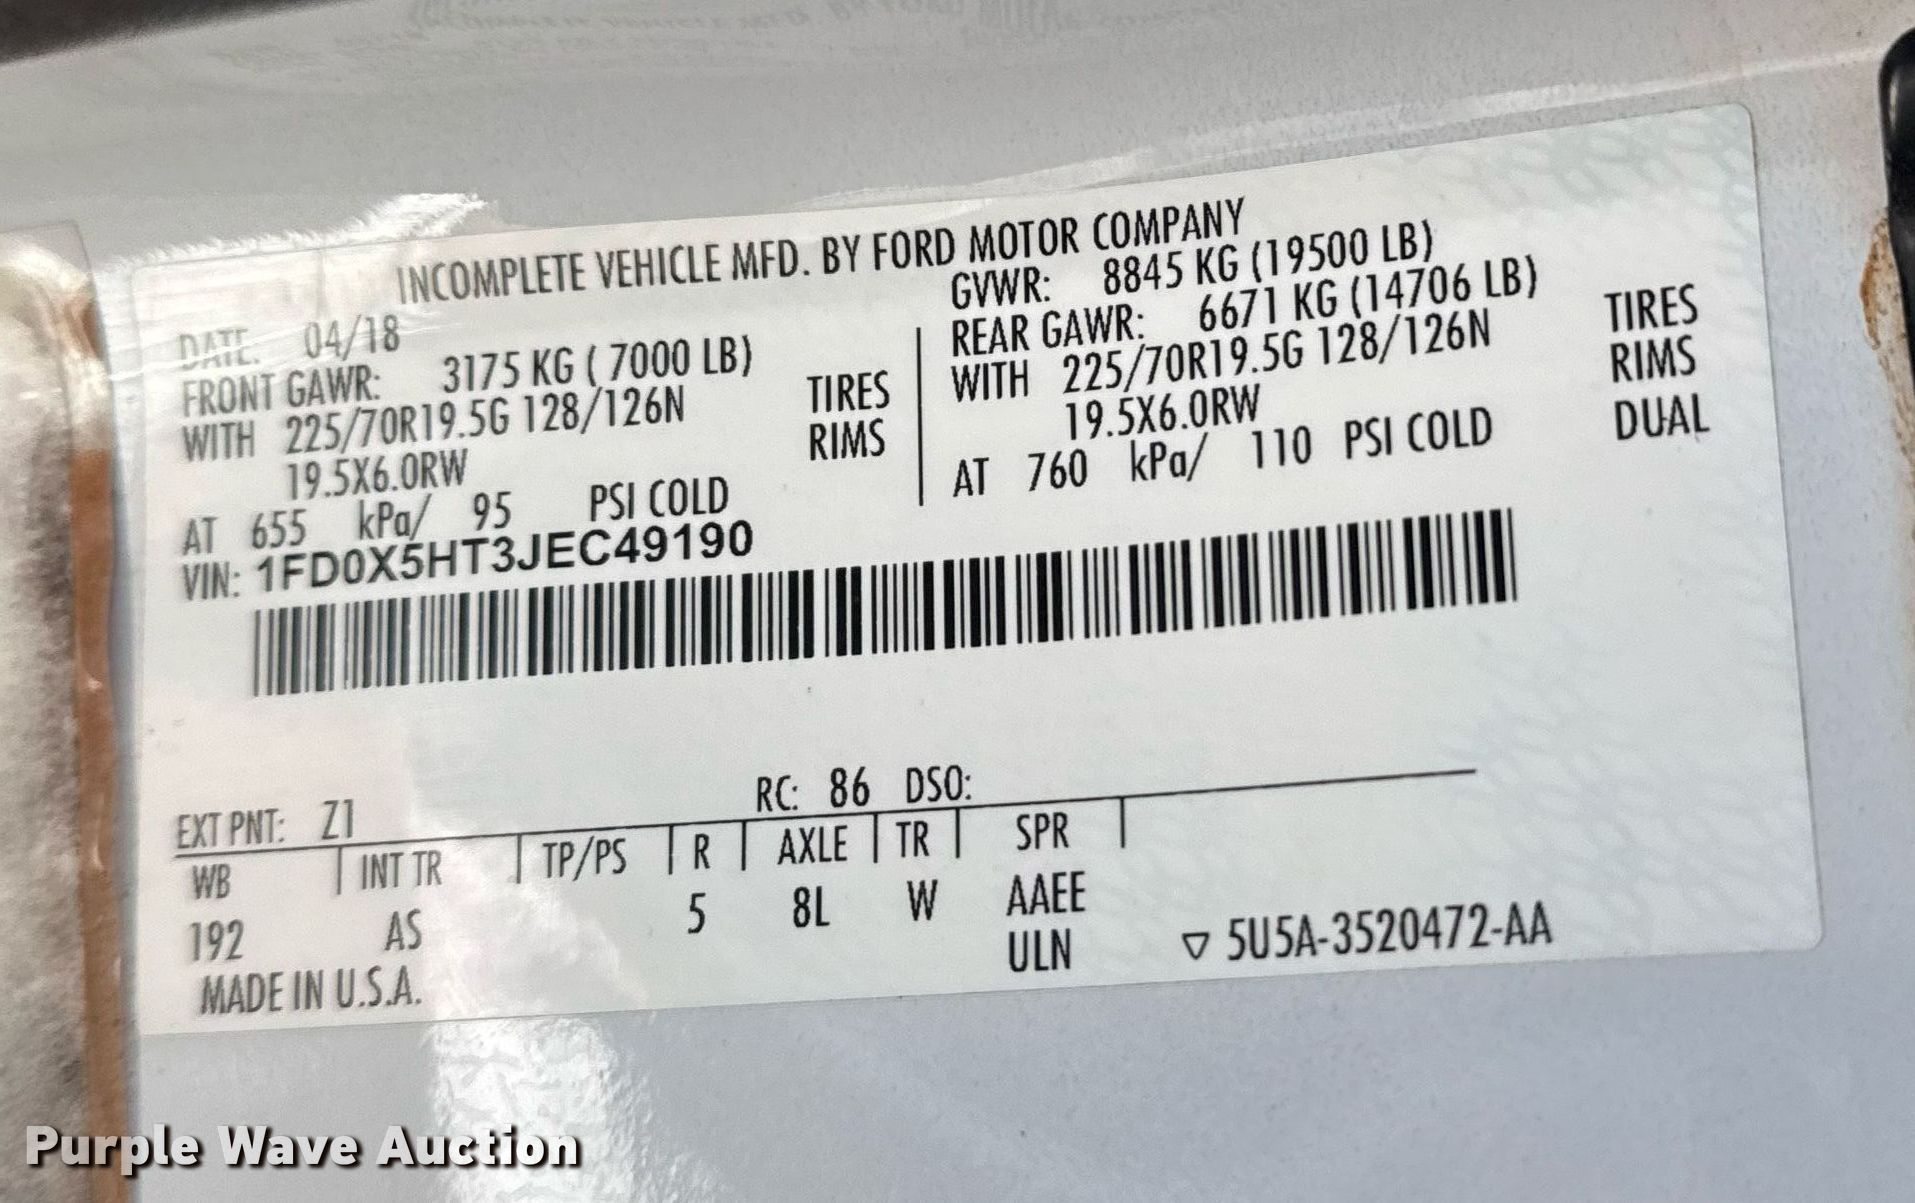 INCOMPLETE VEHICLE MFD. BY FORD MOTOR COMPANY
DATE: 04/18
FRONT GAWR: 3175 KG ( 7000 LB)
WITH 225/70R19.5G 128/126N TIRES
19.5X6.0RW RIMS
AT 655 kPa/ 95 PSI COLD
GVWR: 8845 KG (19500 LB)
REAR GAWR: 6671 KG (14706 LB)
WITH 225/70R19.5G 128/126N TIRES
19.5X6.0RW RIMS
AT 760 kPa/ 110 PSI COLD DUAL
VIN: 1FD0X5HT3JEC49190
RC: 86 DSO:
EXT PNT: Z1
WB INT TR TP/PS R AXLE TR SPR
192 AS 5 8L W AAEE
ULN ▽ 5U5A-3520472-AA
MADE IN U.S.A.
Purple Wave Auction